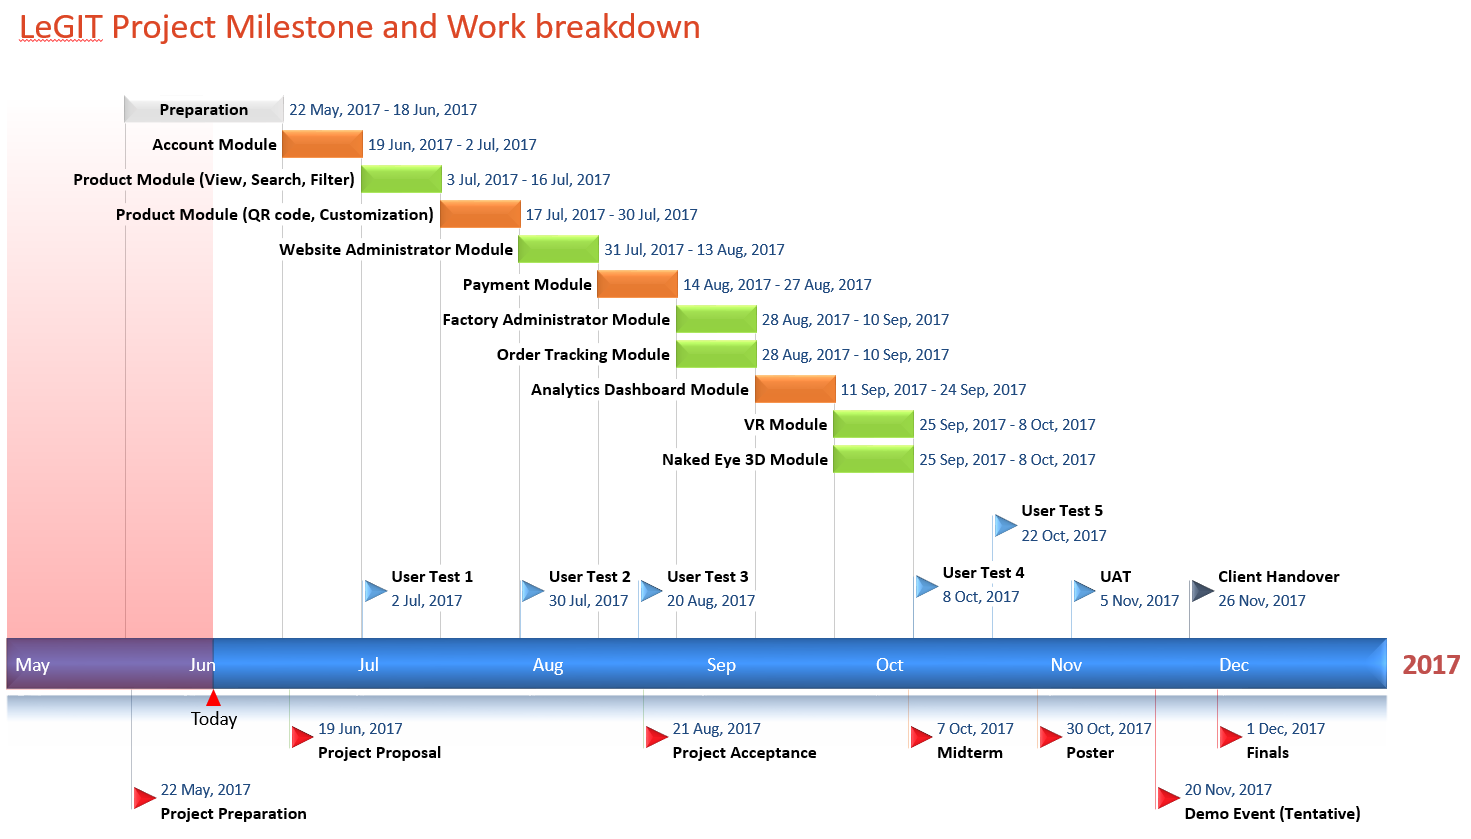 LeGIT Project Milestone and Work breakdown
Preparation 22 May, 2017 - 18 Jun, 2017
Account Module 19 Jun, 2017 - 2 Jul, 2017
Product Module (View, Search, Filter) 3 Jul, 2017 - 16 Jul, 2017
Product Module (QR code, Customization) 17 Jul, 2017 - 30 Jul, 2017
Website Administrator Module 31 Jul, 2017 - 13 Aug, 2017
Payment Module 14 Aug, 2017 - 27 Aug, 2017
Factory Administrator Module 28 Aug, 2017 - 10 Sep, 2017
Order Tracking Module 28 Aug, 2017 - 10 Sep, 2017
Analytics Dashboard Module 11 Sep, 2017 - 24 Sep, 2017
VR Module 25 Sep, 2017 - 8 Oct, 2017
Naked Eye 3D Module 25 Sep, 2017 - 8 Oct, 2017
User Test 1
2 Jul, 2017
User Test 2
30 Jul, 2017
User Test 3
20 Aug, 2017
User Test 4
8 Oct, 2017
User Test 5
22 Oct, 2017
UAT
5 Nov, 2017
Client Handover
26 Nov, 2017
May Jun Jul Aug Sep Oct Nov Dec 2017
Today
22 May, 2017
Project Preparation
19 Jun, 2017
Project Proposal
21 Aug, 2017
Project Acceptance
7 Oct, 2017
Midterm
30 Oct, 2017
Poster
20 Nov, 2017
Demo Event (Tentative)
1 Dec, 2017
Finals